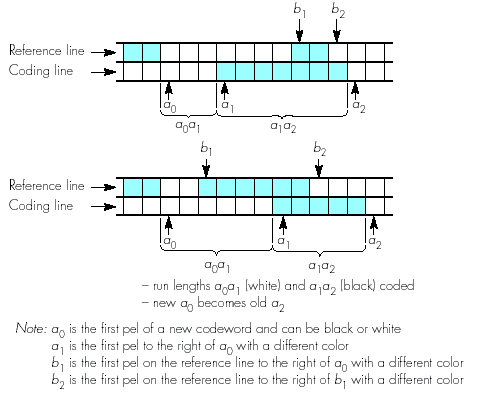 b1 b2
Reference line
Coding line
a0 a1 a2
a0a1 a1a2
b1 b2
Reference line
Coding line
a0 a1 a2
a0a1 a1a2
– run lengths a0a1 (white) and a1a2 (black) coded
– new a0 becomes old a2
Note: a0 is the first pel of a new codeword and can be black or white
a1 is the first pel to the right of a0 with a different color
b1 is the first pel on the reference line to the right of a0 with a different color
b2 is the first pel on the reference line to the right of b1 with a different color